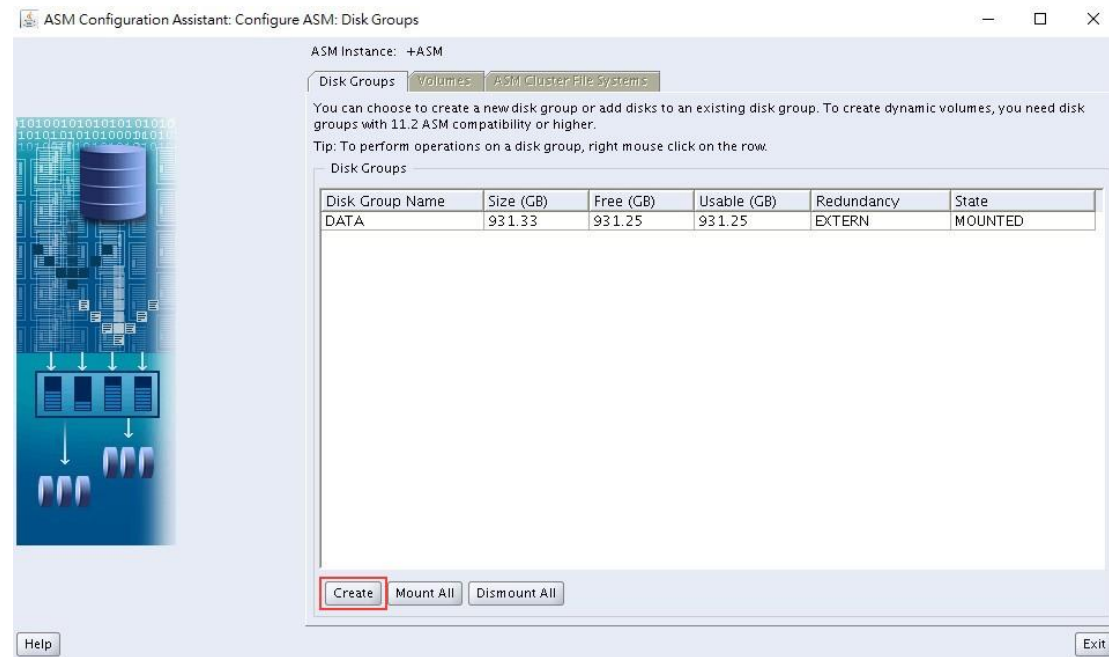 ASM Configuration Assistant: Configure ASM: Disk Groups
ASM Instance: +ASM
Disk Groups Volumes ASM Cluster File Systems
You can choose to create a new disk group or add disks to an existing disk group. To create dynamic volumes, you need disk
groups with 11.2 ASM compatibility or higher.
Tip: To perform operations on a disk group, right mouse click on the row.
Disk Groups
Disk Group Name Size (GB) Free (GB) Usable (GB) Redundancy State
DATA 931.33 931.25 931.25 EXTERN MOUNTED
Create Mount All Dismount All
Help Exit